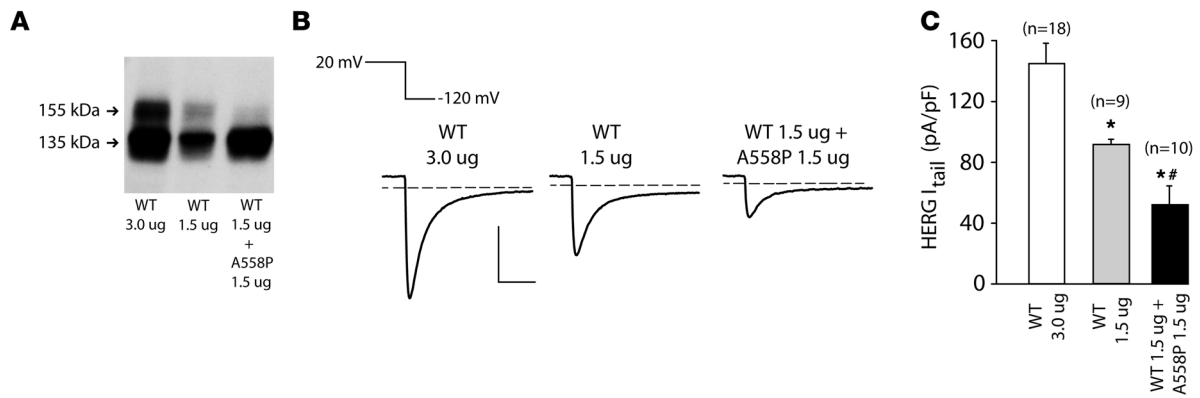 A
155 kDa →
135 kDa →
WT
3.0 ug
WT
1.5 ug
WT
1.5 ug
+
A558P
1.5 ug
B
20 mV
-120 mV
WT
3.0 ug
WT
1.5 ug
WT 1.5 ug +
A558P 1.5 ug
C
HERG Itail (pA/pF)
160
120
80
40
0
(n=18)
(n=9)
*
(n=10)
*#
WT
3.0 ug
WT
1.5 ug
WT 1.5 ug +
A558P 1.5 ug